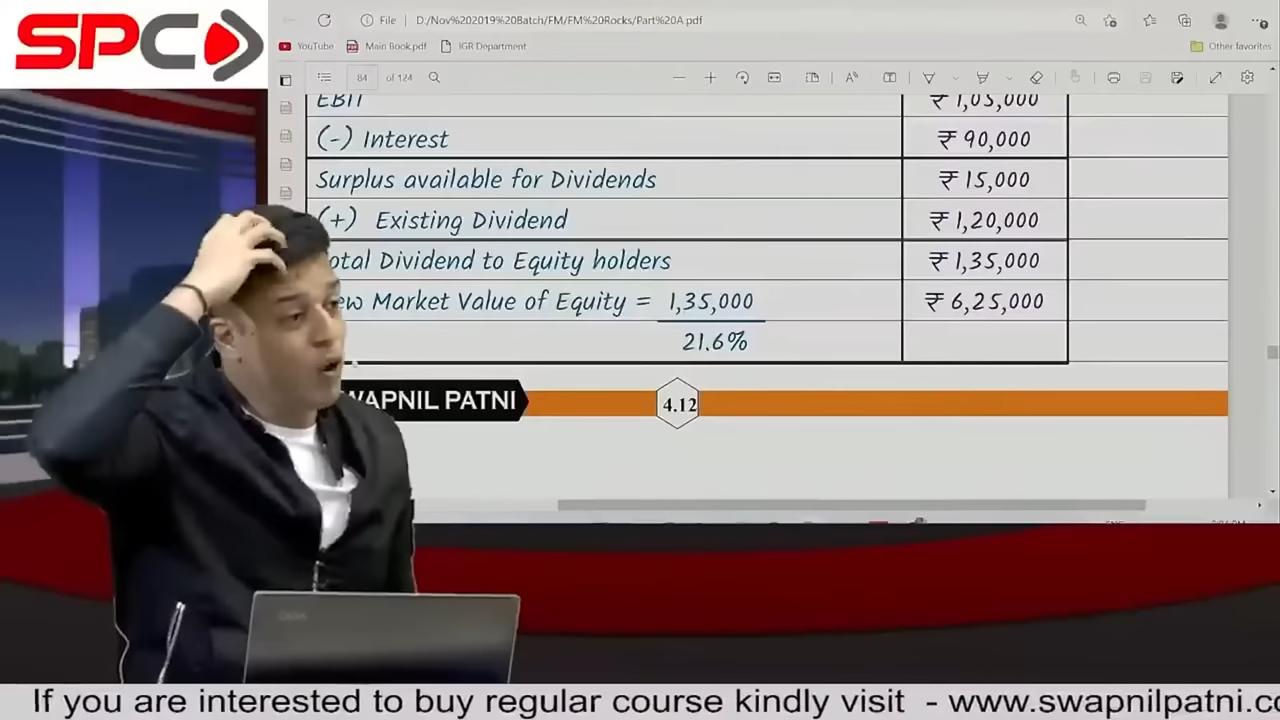 SPC
File D:/Nov%202019%20Batch/FM/FM%20Rocks/Part%20A.pdf
YouTube Main Book.pdf IGR Department Other favorites
84 of 124
EBIT ₹ 1,05,000
(-) Interest ₹ 90,000
Surplus available for Dividends ₹ 15,000
(+) Existing Dividend ₹ 1,20,000
otal Dividend to Equity holders ₹ 1,35,000
ew Market Value of Equity = 1,35,000 ₹ 6,25,000
21.6%
WAPNIL PATNI 4.12
If you are interested to buy regular course kindly visit - www.swapnilpatni.c